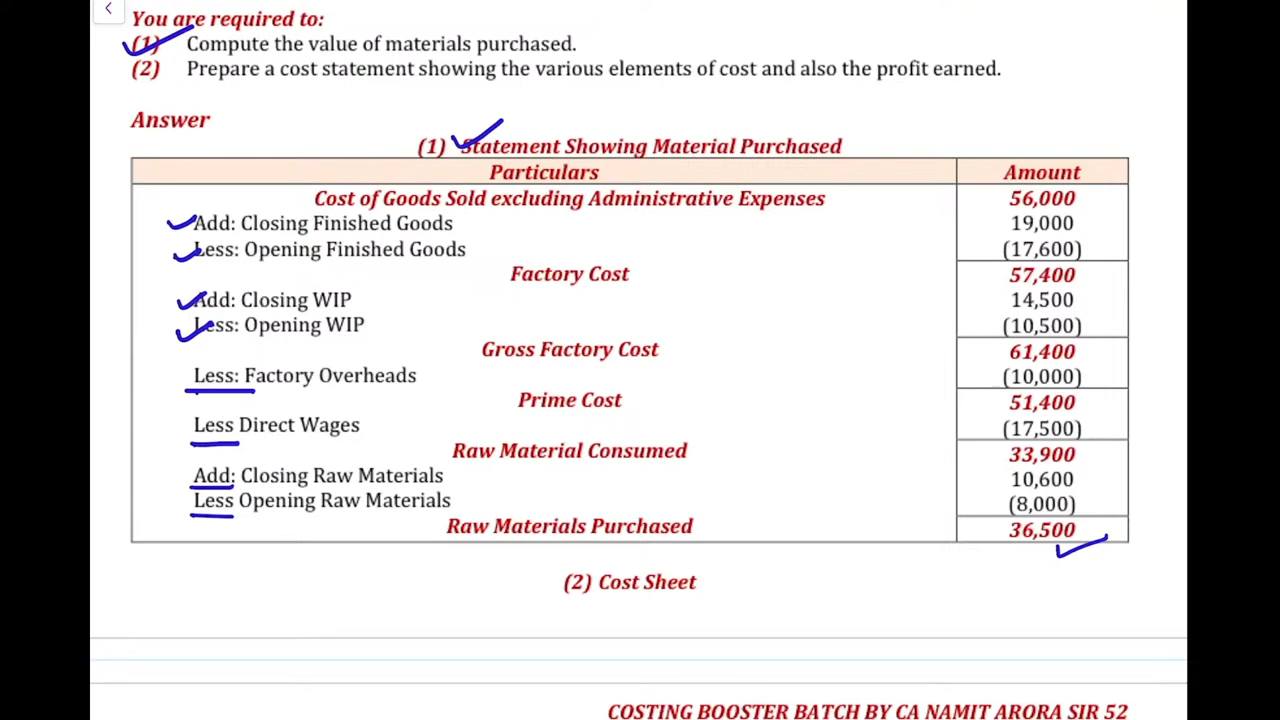 You are required to:
(1) Compute the value of materials purchased.
(2) Prepare a cost statement showing the various elements of cost and also the profit earned.
Answer
(1) Statement Showing Material Purchased
Particulars Amount
Cost of Goods Sold excluding Administrative Expenses 56,000
Add: Closing Finished Goods 19,000
Less: Opening Finished Goods (17,600)
Factory Cost 57,400
Add: Closing WIP 14,500
Less: Opening WIP (10,500)
Gross Factory Cost 61,400
Less: Factory Overheads (10,000)
Prime Cost 51,400
Less Direct Wages (17,500)
Raw Material Consumed 33,900
Add: Closing Raw Materials 10,600
Less Opening Raw Materials (8,000)
Raw Materials Purchased 36,500
(2) Cost Sheet
COSTING BOOSTER BATCH BY CA NAMIT ARORA SIR 52